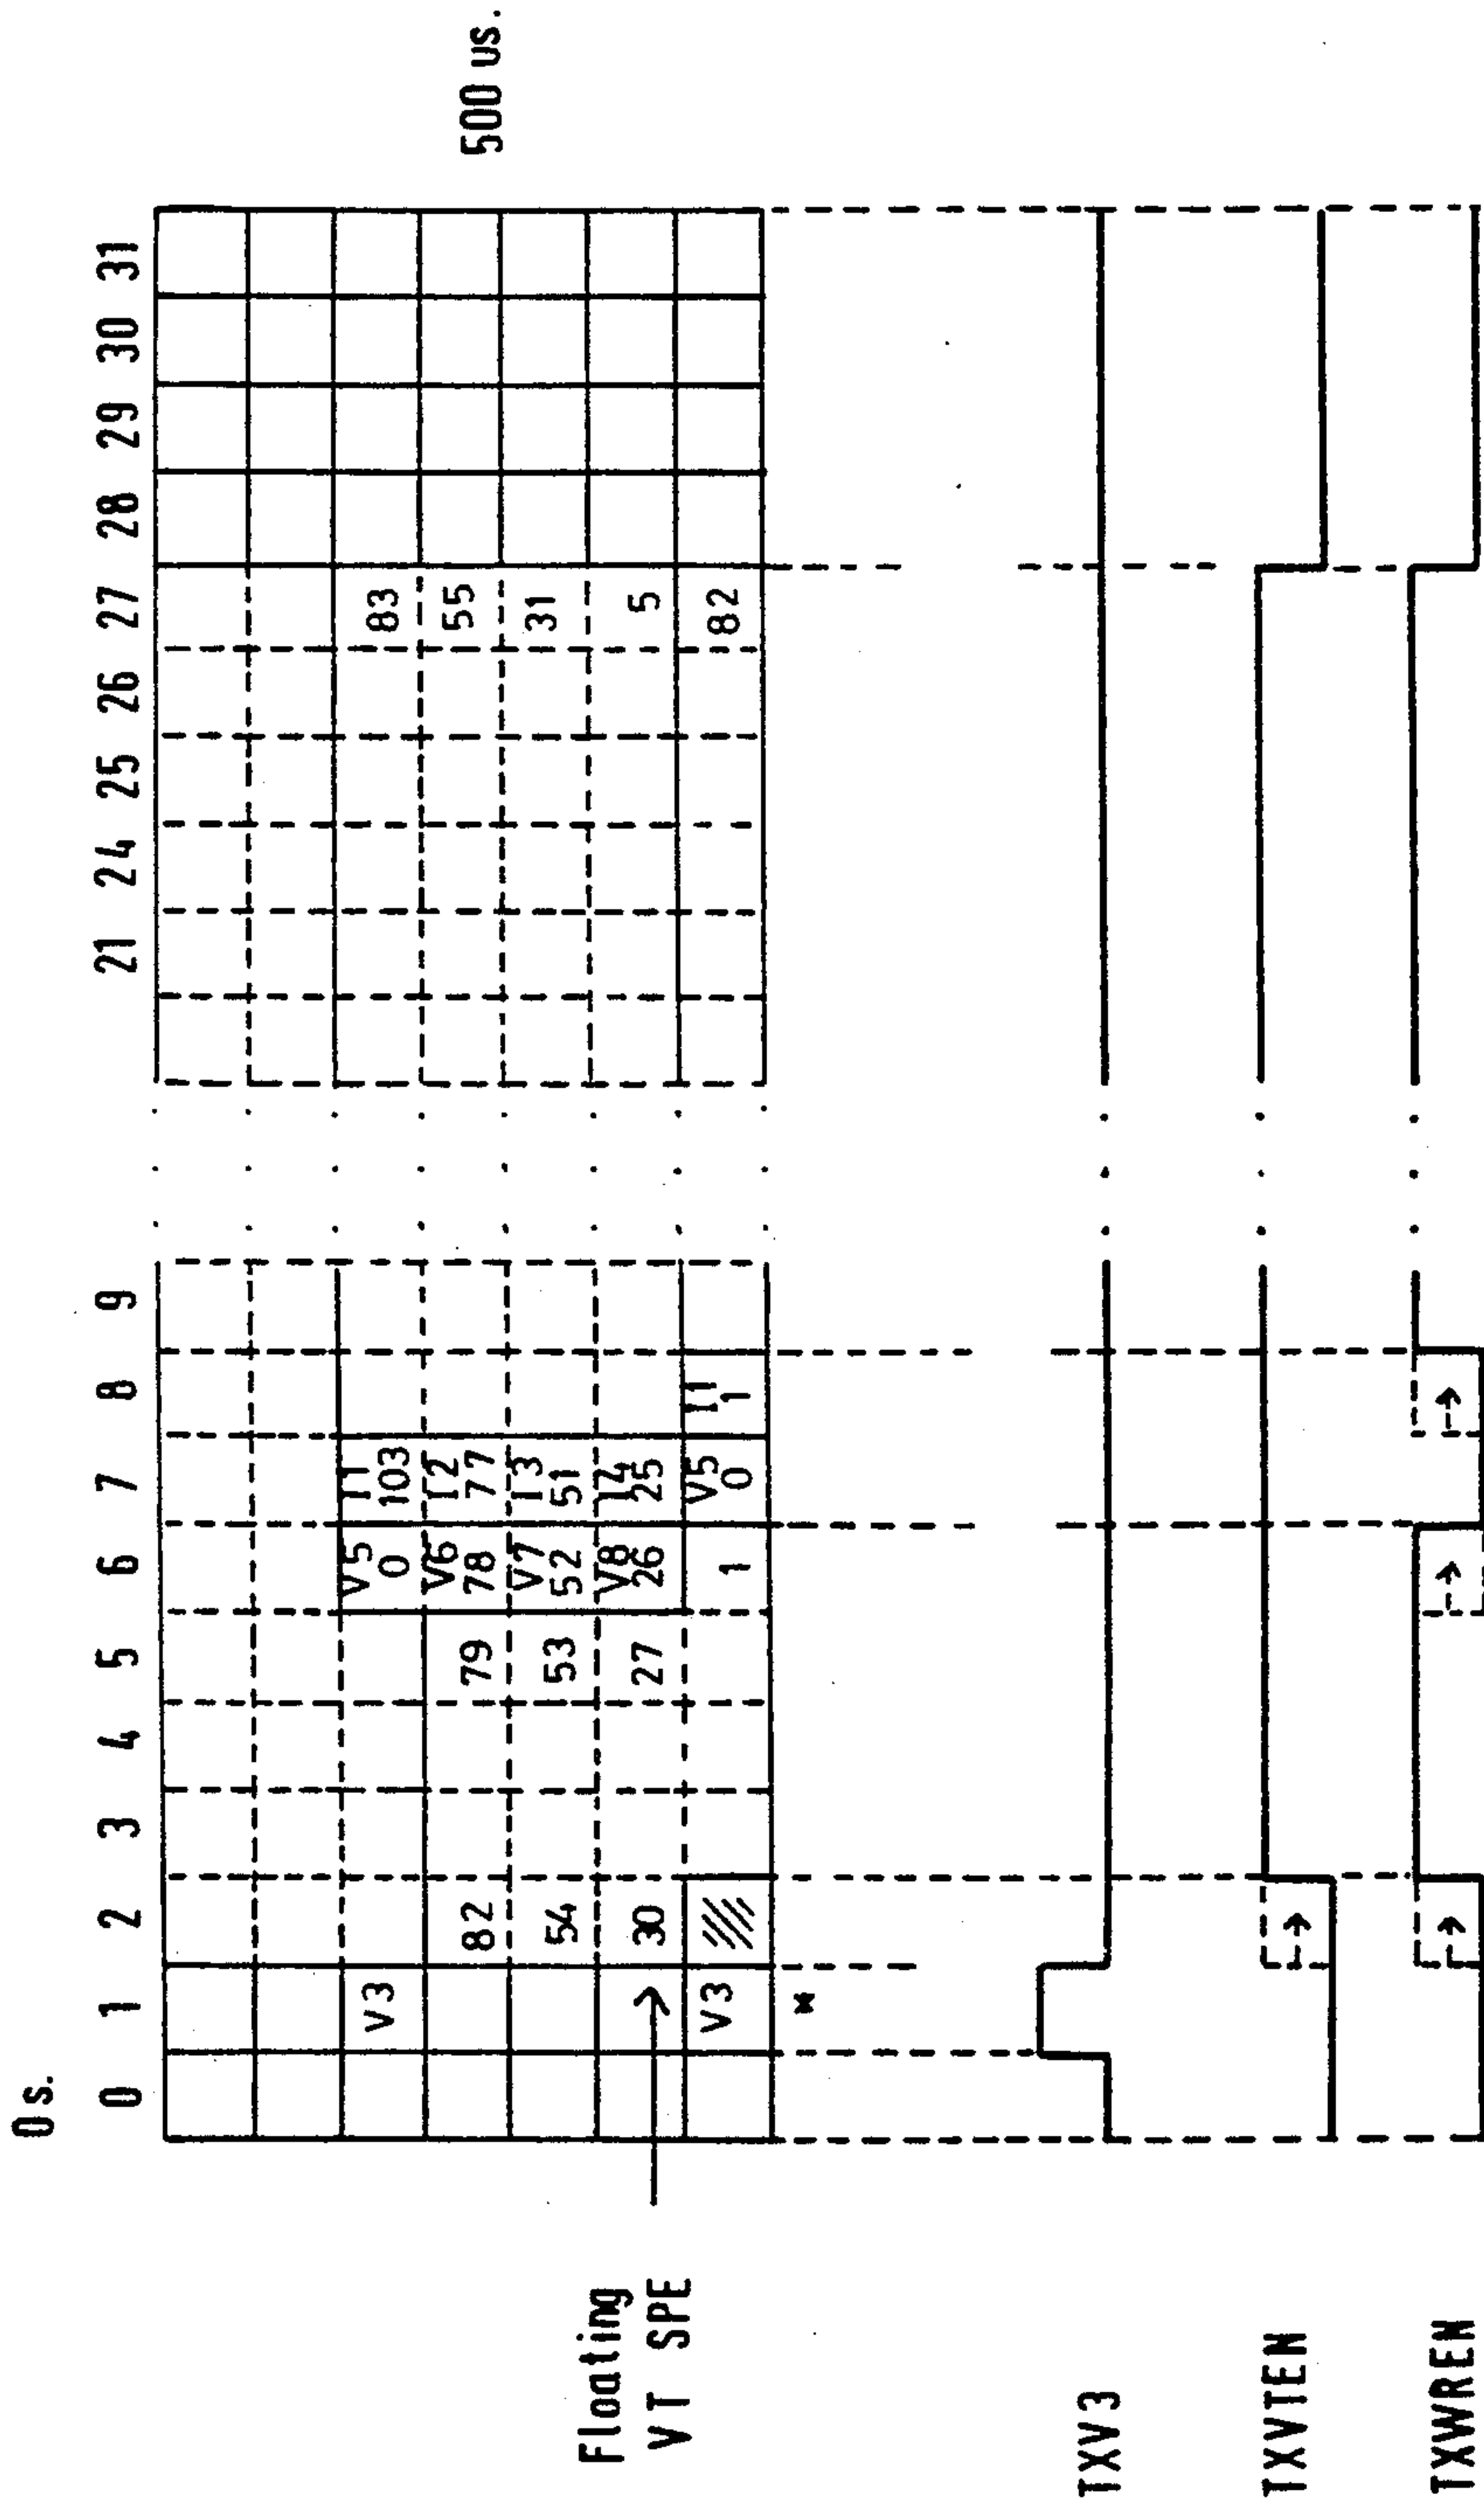 0s.
0 1 2 3 4 5 6 7 8 9 21 24 25 26 27 28 29 30 31
V5 T1
V3 0 103 83
V6 T2
82 79 78 77 55 500 us.
V7 T3
54 53 52 51 31
Floating V8 T4
VT SPE 30 27 26 25 5
V5 T1
V3 1 0 1 82
*
TXV3
TXVTEN
TXWREN